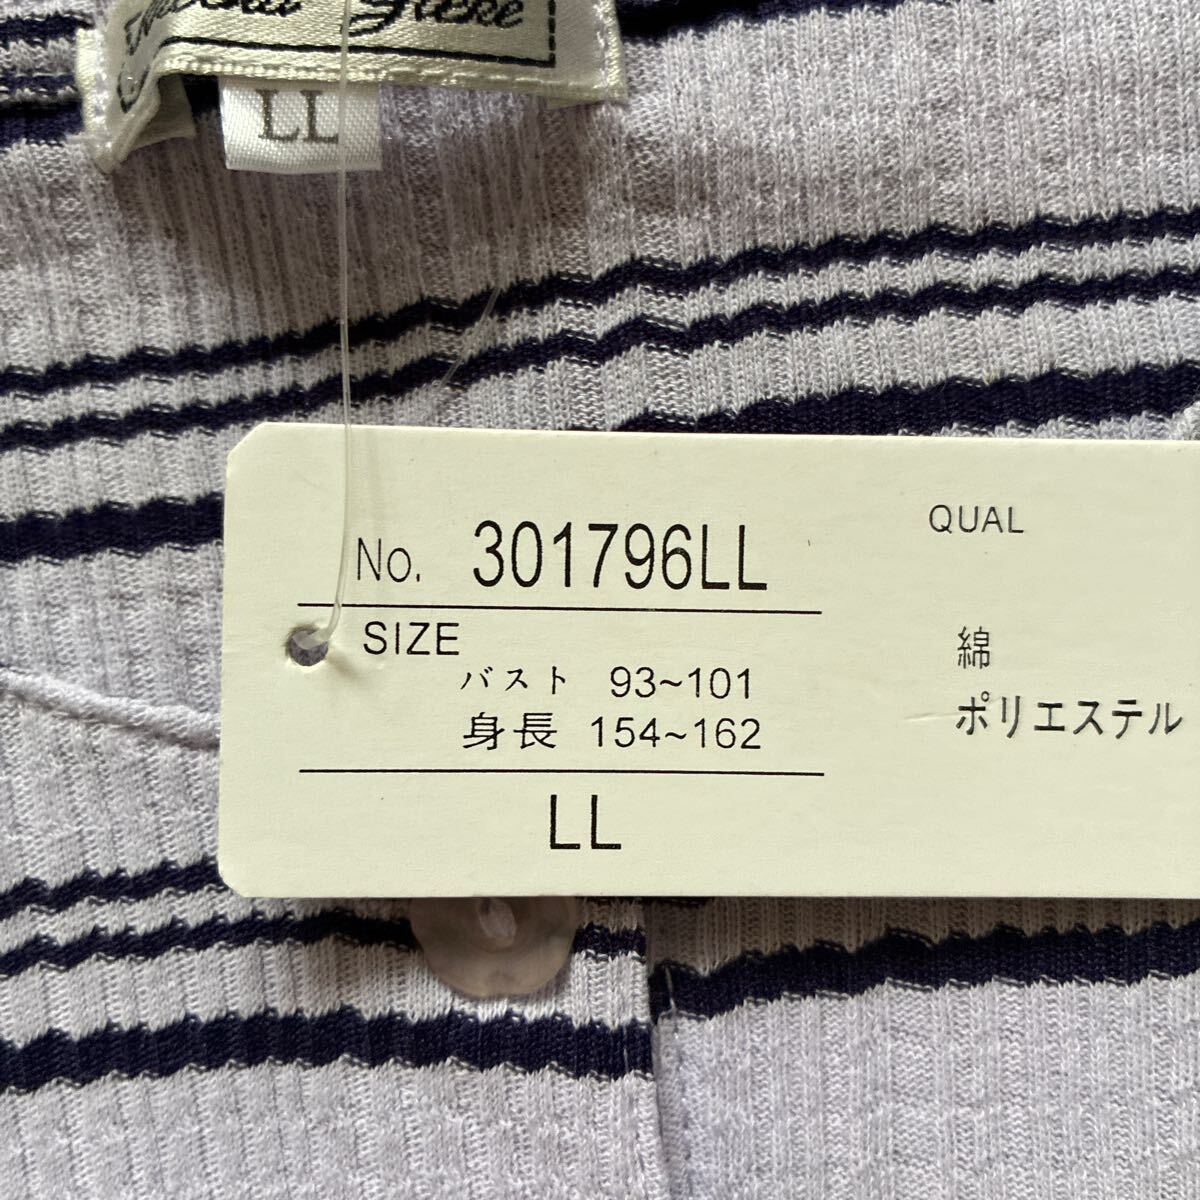 LL
No. 301796LL
SIZE
バスト 93~101
身長 154~162
LL
QUAL
綿
ポリエステル